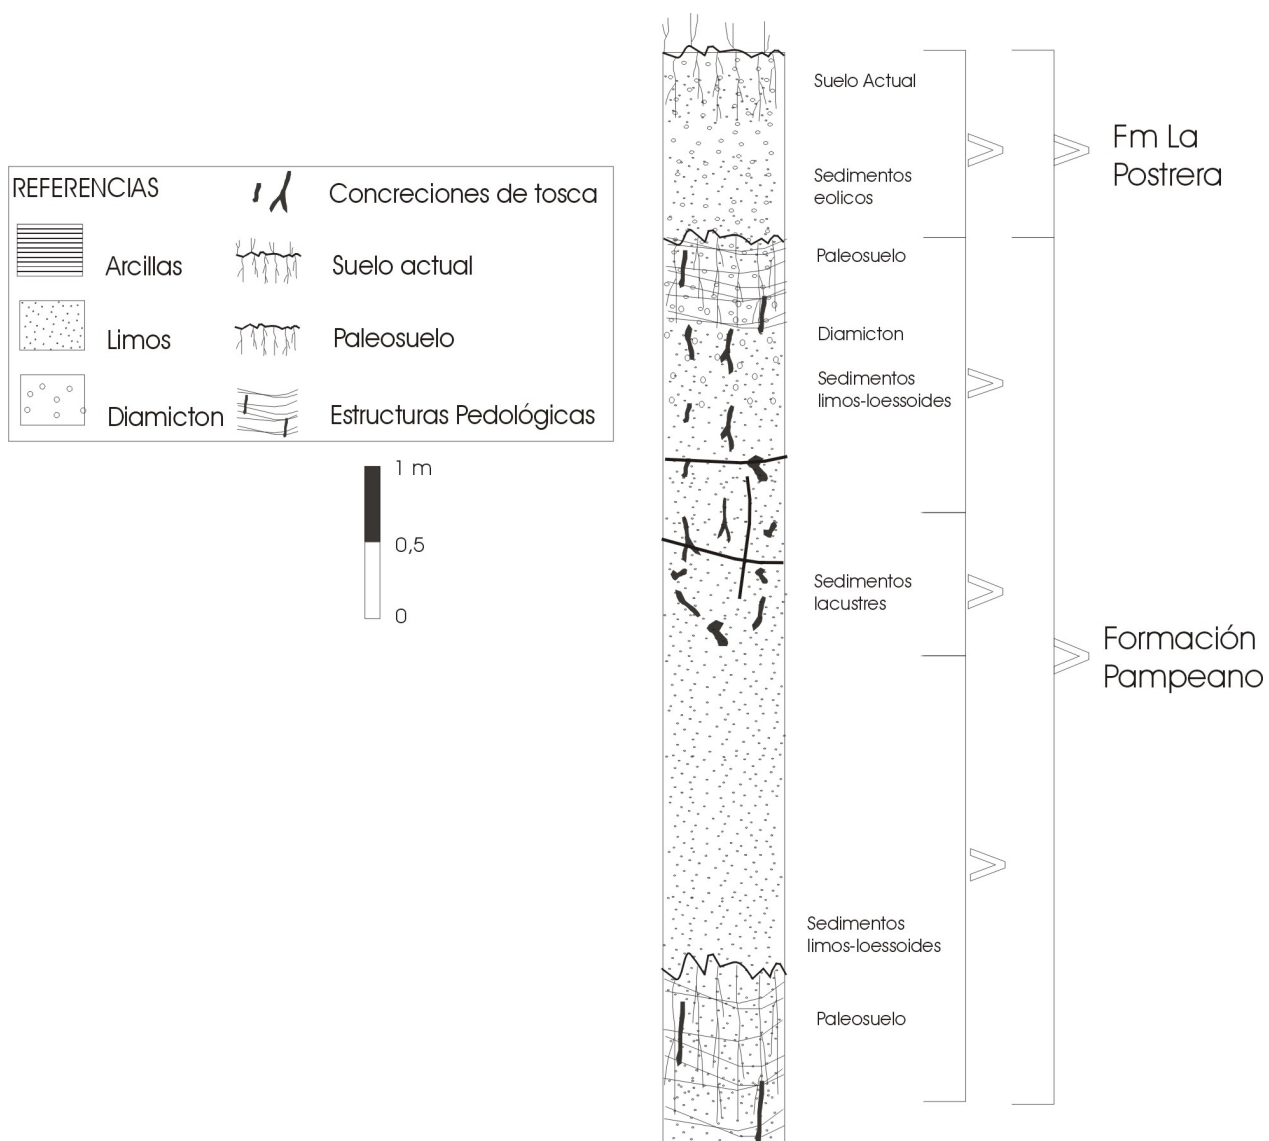 REFERENCIAS
Arcillas
Limos
Diamicton
Concreciones de tosca
Suelo actual
Paleosuelo
Estructuras Pedológicas
1 m
0,5
0
Suelo Actual
Sedimentos
eolicos
Paleosuelo
Diamicton
Sedimentos
limos-loessoides
Sedimentos
lacustres
Sedimentos
limos-loessoides
Paleosuelo
Fm La
Postrera
Formación
Pampeano